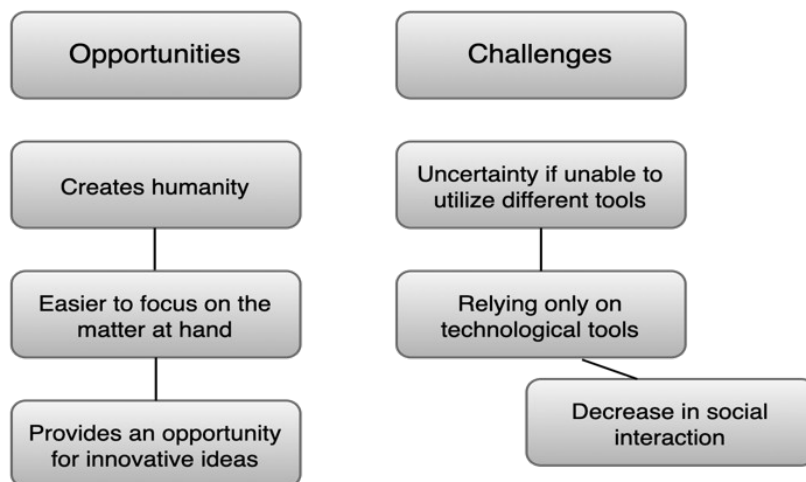 Opportunities
Challenges
Creates humanity
Uncertainty if unable to
utilize different tools
Easier to focus on the
matter at hand
Relying only on
technological tools
Provides an opportunity
for innovative ideas
Decrease in social
interaction